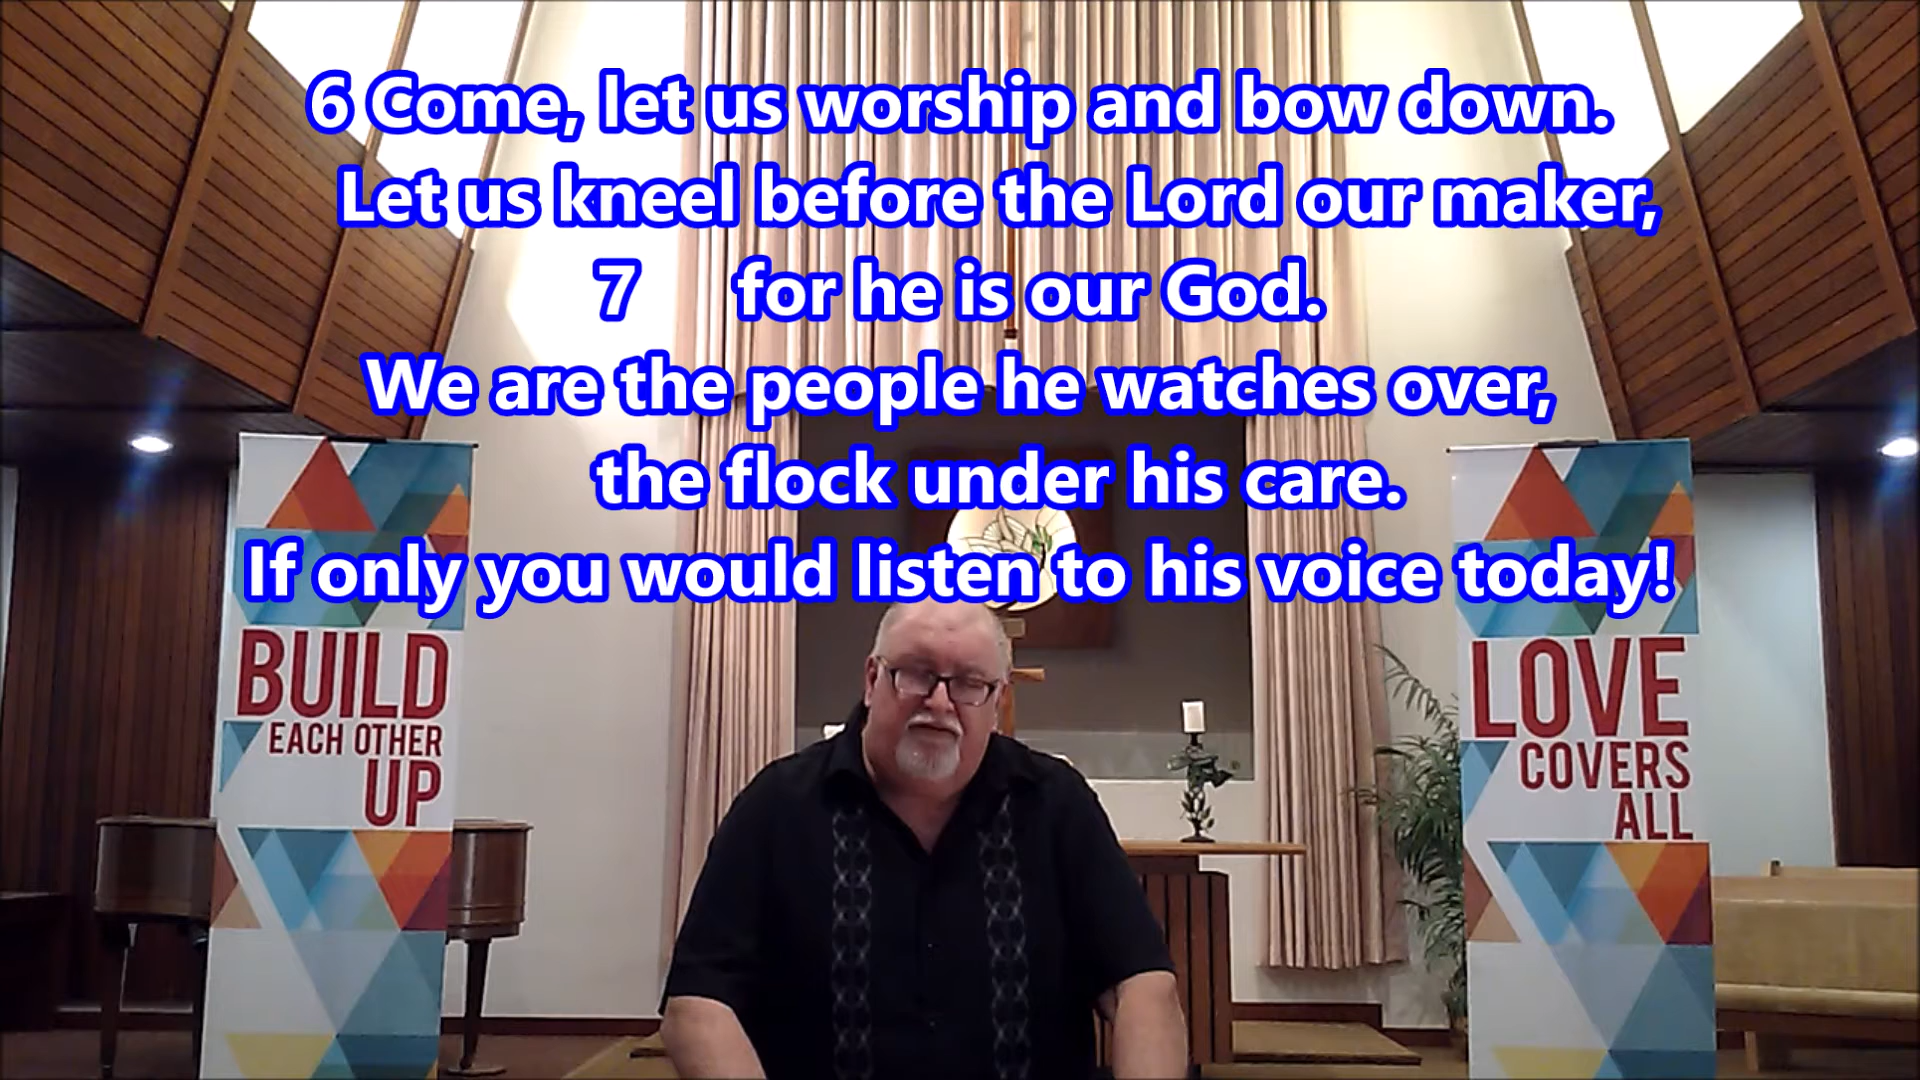 6 Come, let us worship and bow down.
Let us kneel before the Lord our maker,
7 for he is our God.
We are the people he watches over,
the flock under his care.
If only you would listen to his voice today!
BUILD
EACH OTHER
UP
LOVE
COVERS
ALL